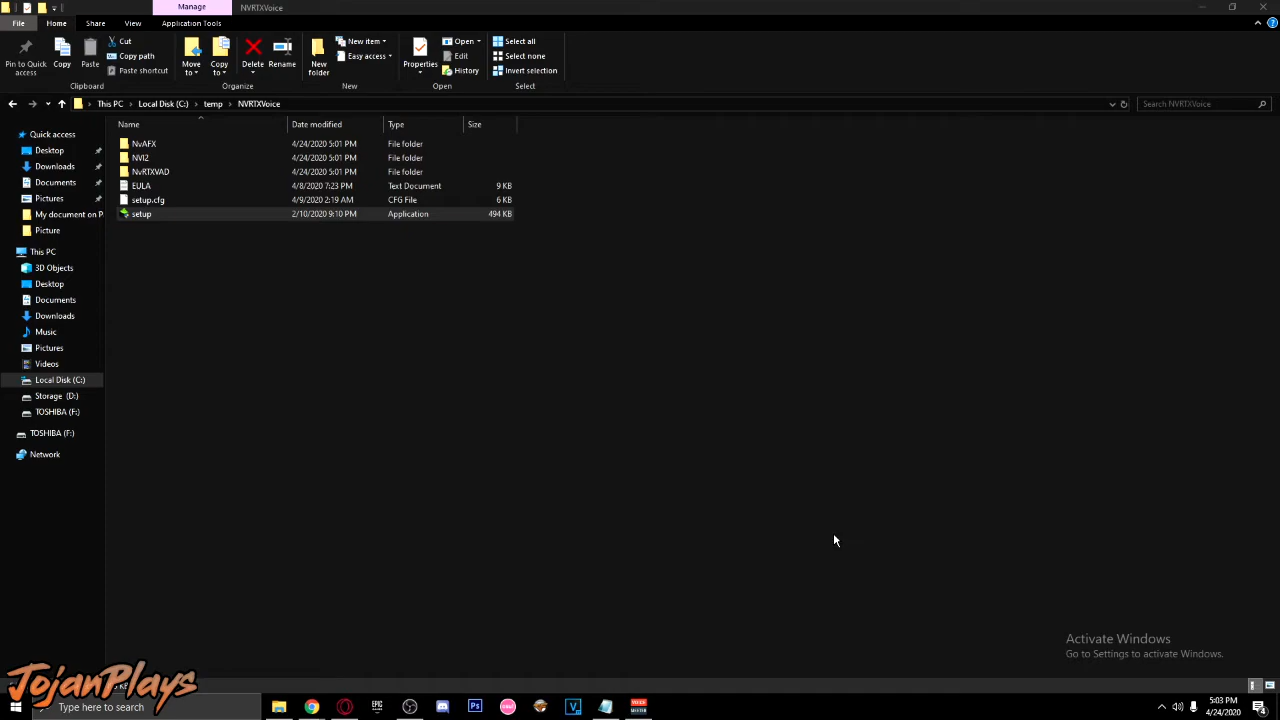 Manage
NVRTXVoice
File
Home
Share
View
Application Tools
Pin to Quick access
Copy
Paste
Cut
Copy path
Paste shortcut
Clipboard
Move to
Copy to
Delete
Rename
Organize
New folder
New item
Easy access
New
Properties
Open
Edit
History
Open
Select all
Select none
Invert selection
Select
This PC > Local Disk (C:) > temp > NVRTXVoice
Search NVRTXVoice
Name
Date modified
Type
Size
NvAFX 4/24/2020 5:01 PM File folder
NVI2 4/24/2020 5:01 PM File folder
NvRTXVAD 4/24/2020 5:01 PM File folder
EULA 4/8/2020 7:23 PM Text Document 9 KB
setup.cfg 4/9/2020 2:19 AM CFG File 6 KB
setup 2/10/2020 9:10 PM Application 494 KB
Quick access
Desktop
Downloads
Documents
Pictures
My document on P
Picture
This PC
3D Objects
Desktop
Documents
Downloads
Music
Pictures
Videos
Local Disk (C:)
Storage (D:)
TOSHIBA (F:)
TOSHIBA (F:)
Network
Activate Windows
Go to Settings to activate Windows.
JojanPlays
Type here to search
EPIC
Ps
osu!
V
5:03 PM
4/24/2020
4